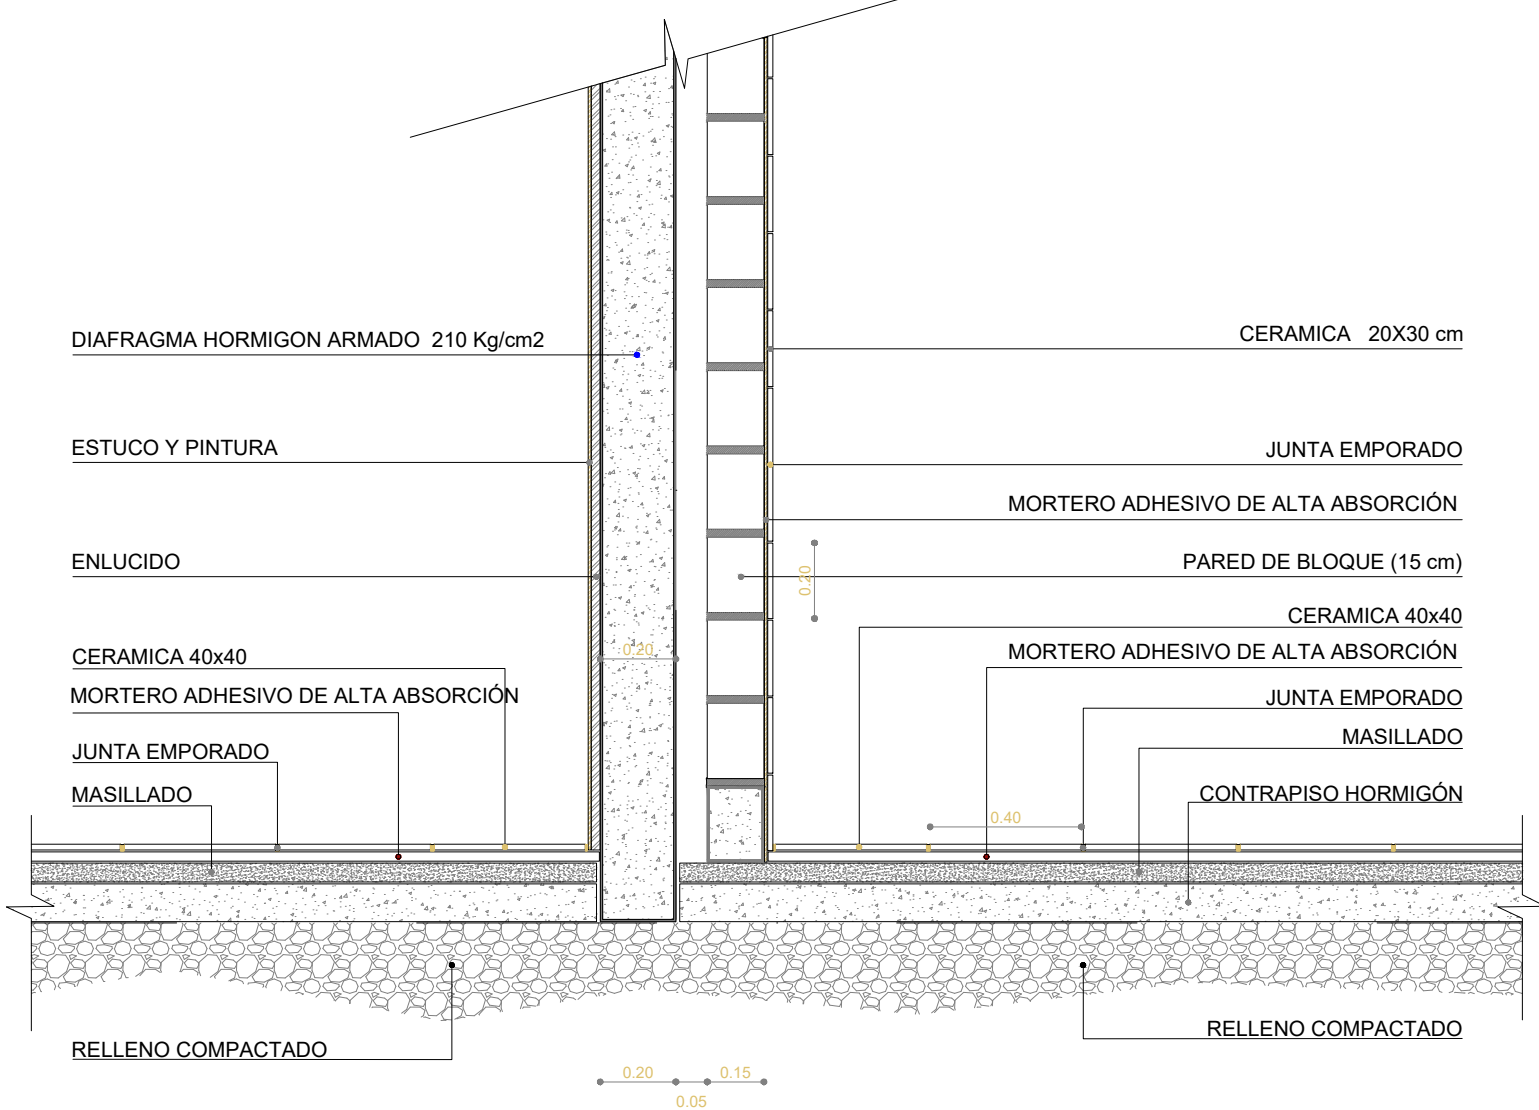 DIAFRAGMA HORMIGON ARMADO  210 Kg/cm2
ESTUCO Y PINTURA
ENLUCIDO
CERAMICA 40x40
MORTERO ADHESIVO DE ALTA ABSORCIÓN
JUNTA EMPORADO
MASILLADO
RELLENO COMPACTADO
0.20
0.20
0.05
0.15
0.20
0.40
CERAMICA   20X30 cm
JUNTA EMPORADO
MORTERO ADHESIVO DE ALTA ABSORCIÓN
PARED DE BLOQUE (15 cm)
CERAMICA 40x40
MORTERO ADHESIVO DE ALTA ABSORCIÓN
JUNTA EMPORADO
MASILLADO
CONTRAPISO HORMIGÓN
RELLENO COMPACTADO